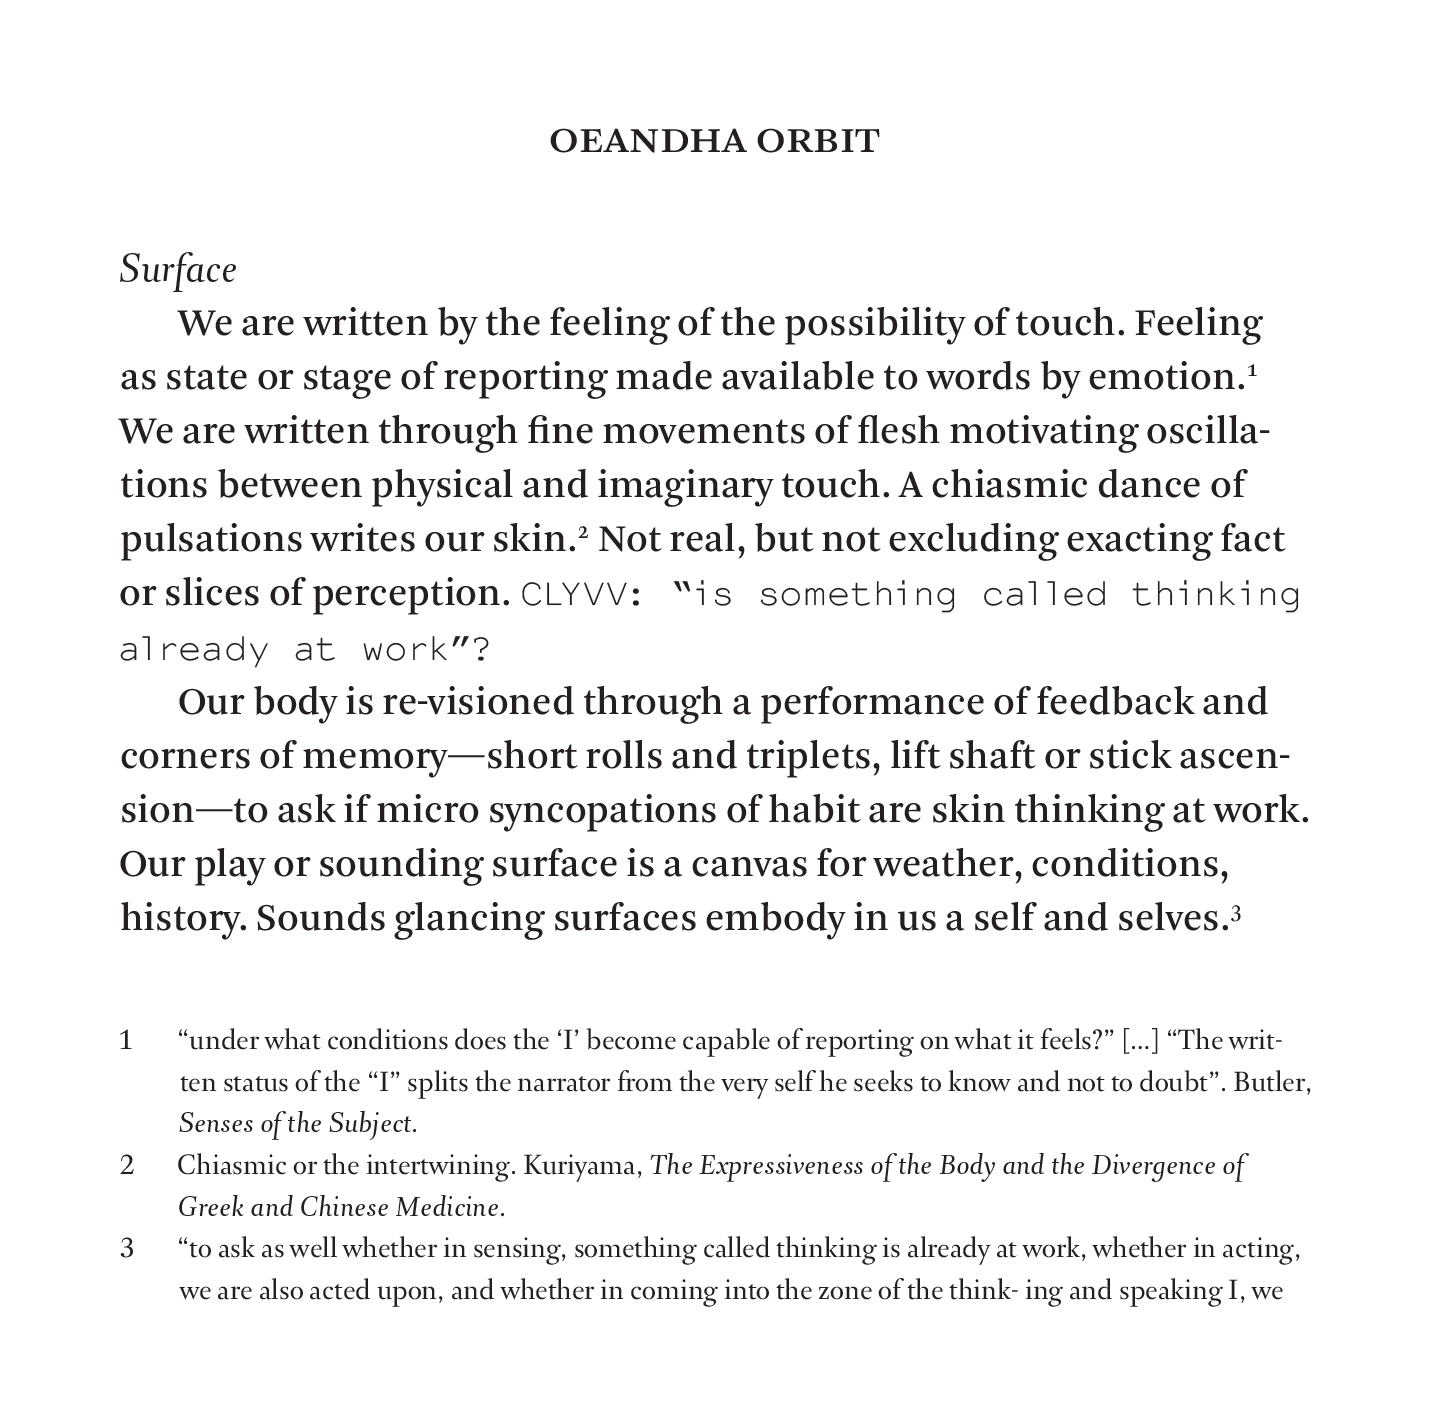 OEANDHA ORBIT
Surface
We are written by the feeling of the possibility of touch. Feeling
as state or stage of reporting made available to words by emotion.¹
We are written through fine movements of flesh motivating oscilla-
tions between physical and imaginary touch. A chiasmic dance of
pulsations writes our skin.² Not real, but not excluding exacting fact
or slices of perception. CLYVV: “is something called thinking
already at work”?
Our body is re-visioned through a performance of feedback and
corners of memory—short rolls and triplets, lift shaft or stick ascen-
sion—to ask if micro syncopations of habit are skin thinking at work.
Our play or sounding surface is a canvas for weather, conditions,
history. Sounds glancing surfaces embody in us a self and selves.³
1 “under what conditions does the ‘I’ become capable of reporting on what it feels?” [...] “The writ-
ten status of the “I” splits the narrator from the very self he seeks to know and not to doubt”. Butler,
Senses of the Subject.
2 Chiasmic or the intertwining. Kuriyama, The Expressiveness of the Body and the Divergence of
Greek and Chinese Medicine.
3 “to ask as well whether in sensing, something called thinking is already at work, whether in acting,
we are also acted upon, and whether in coming into the zone of the think- ing and speaking I, we